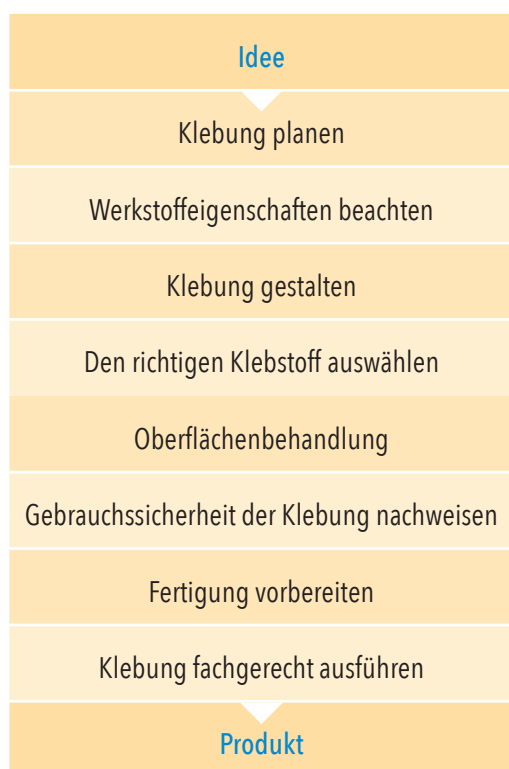 Idee
Klebung planen
Werkstoffeigenschaften beachten
Klebung gestalten
Den richtigen Klebstoff auswählen
Oberflächenbehandlung
Gebrauchssicherheit der Klebung nachweisen
Fertigung vorbereiten
Klebung fachgerecht ausführen
Produkt